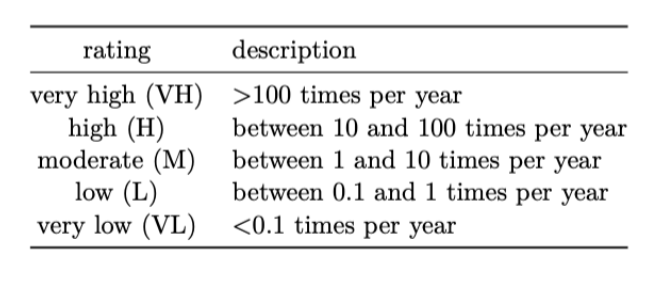 rating description
very high (VH) >100 times per year
high (H) between 10 and 100 times per year
moderate (M) between 1 and 10 times per year
low (L) between 0.1 and 1 times per year
very low (VL) <0.1 times per year